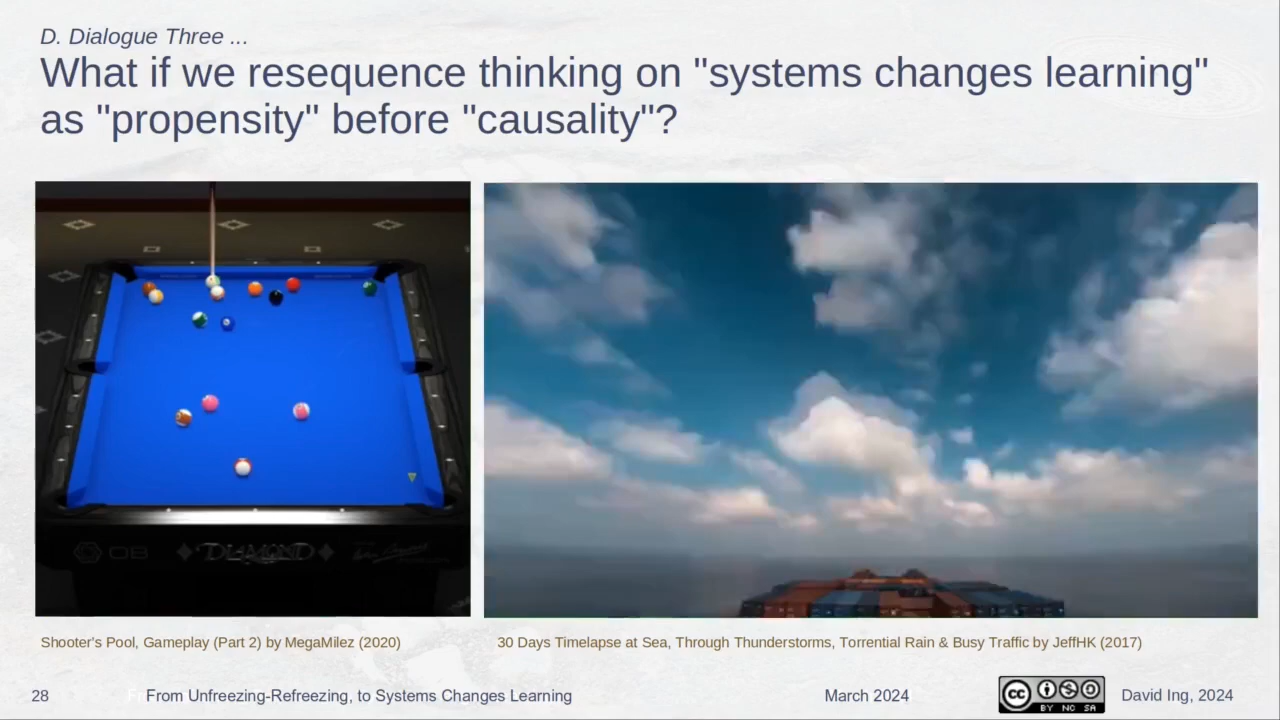 D. Dialogue Three ...
What if we resequence thinking on "systems changes learning"
as "propensity" before "causality"?
OB DIAMOND
Shooter's Pool, Gameplay (Part 2) by MegaMilez (2020)
30 Days Timelapse at Sea, Through Thunderstorms, Torrential Rain & Busy Traffic by JeffHK (2017)
28
From Unfreezing-Refreezing, to Systems Changes Learning
March 2024
cc
BY NC SA
David Ing, 2024